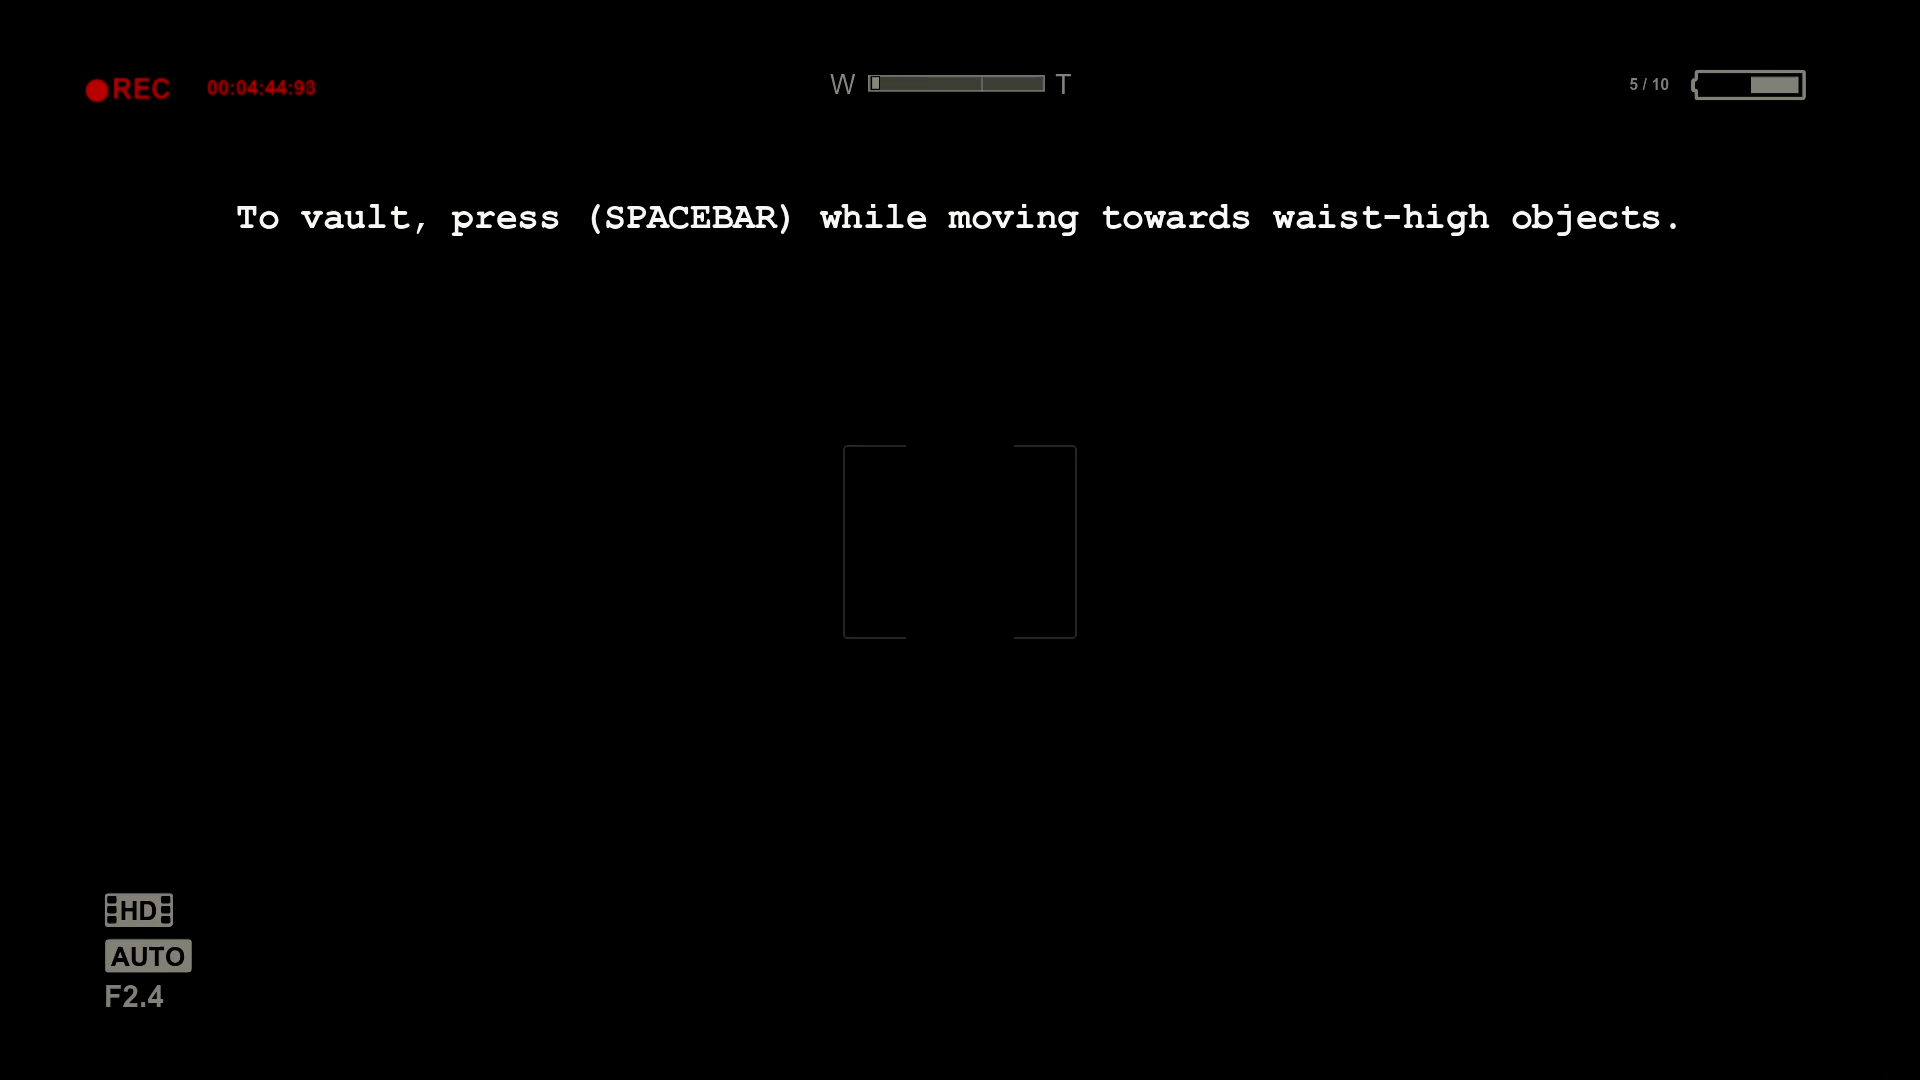 REC 00:04:44:93 W T 5 / 10
To vault, press (SPACEBAR) while moving towards waist-high objects.
HD
AUTO
F2.4